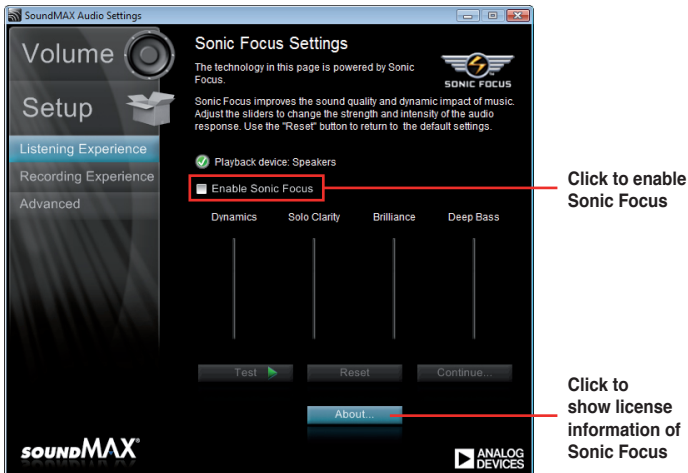 SoundMAX Audio Settings
Volume
Setup
Listening Experience
Recording Experience
Advanced
Sonic Focus Settings
The technology in this page is powered by Sonic
Focus.
SONIC FOCUS
Sonic Focus improves the sound quality and dynamic impact of music.
Adjust the sliders to change the strength and intensity of the audio
response. Use the "Reset" button to return to the default settings.
Playback device: Speakers
Enable Sonic Focus
Dynamics Solo Clarity Brilliance Deep Bass
Test Reset Continue...
About...
SOUNDMAX®
ANALOG
DEVICES
Click to enable
Sonic Focus
Click to
show license
information of
Sonic Focus